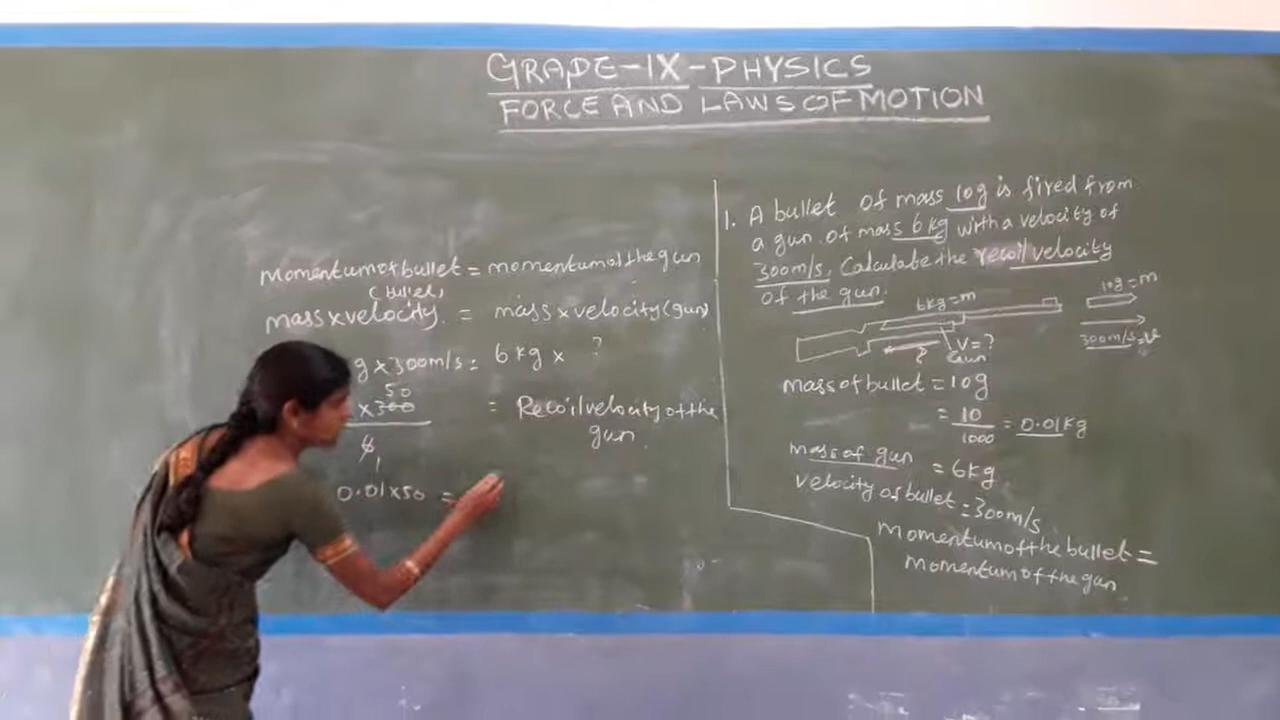 GRADE-IX-PHYSICS
FORCE AND LAWS OF MOTION
momentum of bullet = momentum of the gun
(bullet)
mass x velocity = mass x velocity (gun)
g x 300m/s = 6 kg x ?
50
x 300 = Recoil velocity of the
gun
6
1
0.01 x 50 =
1. A bullet of mass 10g is fired from
a gun of mass 6 kg with a velocity of
300m/s, Calculate the recoil velocity
of the gun.
6kg = m
10g = m
V = ?
300m/s = v
?
Gun
mass of bullet = 10g
= 10
1000
= 0.01kg
mass of gun = 6kg
velocity of bullet = 300m/s
momentum of the bullet =
momentum of the gun